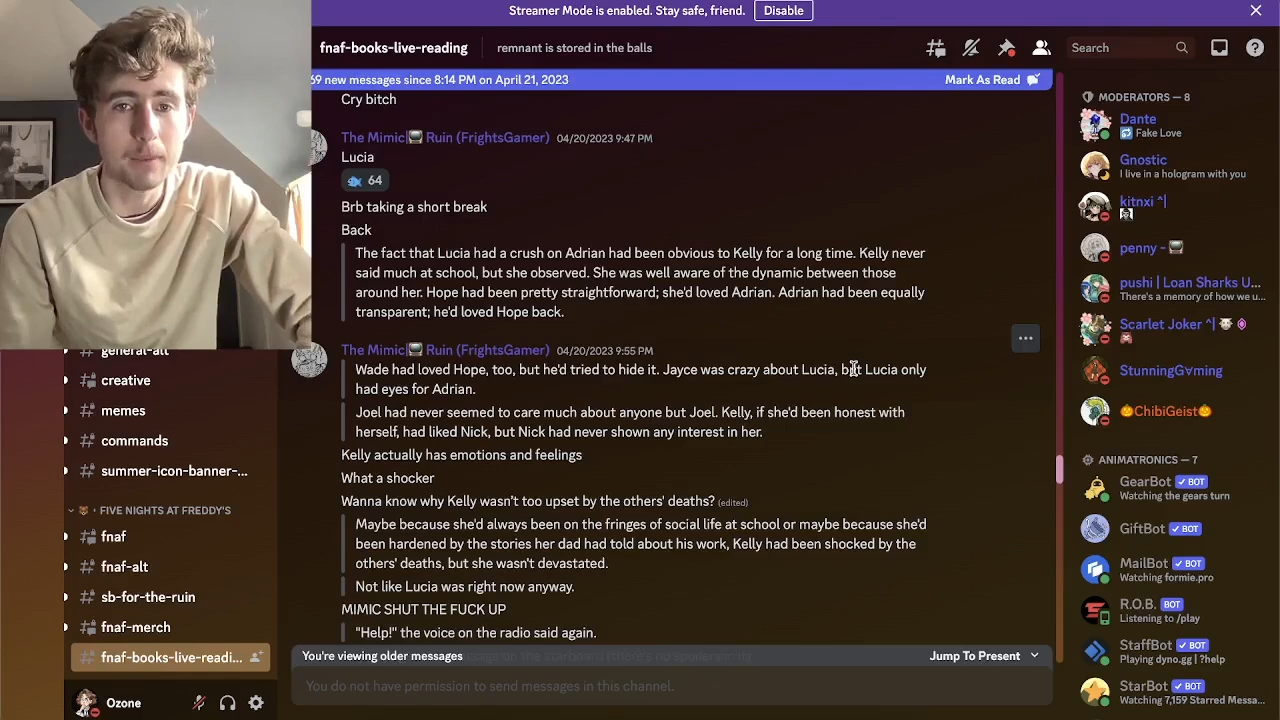 Streamer Mode is enabled. Stay safe, friend.
Disable
fnaf-books-live-reading
remnant is stored in the balls
Search
69 new messages since 8:14 PM on April 21, 2023
Mark As Read
Cry bitch
The Mimic| Ruin (FrightsGamer) 04/20/2023 9:47 PM
Lucia
64
Brb taking a short break
Back
The fact that Lucia had a crush on Adrian had been obvious to Kelly for a long time. Kelly never
said much at school, but she observed. She was well aware of the dynamic between those
around her. Hope had been pretty straightforward; she'd loved Adrian. Adrian had been equally
transparent; he'd loved Hope back.
The Mimic| Ruin (FrightsGamer) 04/20/2023 9:55 PM
Wade had loved Hope, too, but he'd tried to hide it. Jayce was crazy about Lucia, but Lucia only
had eyes for Adrian.
Joel had never seemed to care much about anyone but Joel. Kelly, if she'd been honest with
herself, had liked Nick, but Nick had never shown any interest in her.
Kelly actually has emotions and feelings
What a shocker
Wanna know why Kelly wasn't too upset by the others' deaths? (edited)
Maybe because she'd always been on the fringes of social life at school or maybe because she'd
been hardened by the stories her dad had told about his work, Kelly had been shocked by the
others' deaths, but she wasn't devastated.
Not like Lucia was right now anyway.
MIMIC SHUT THE FUCK UP
"Help!" the voice on the radio said again.
You're viewing older messages
Jump To Present
You do not have permission to send messages in this channel.
general-alt
creative
memes
commands
summer-icon-banner-...
FIVE NIGHTS AT FREDDY'S
fnaf
fnaf-alt
sb-for-the-ruin
fnaf-merch
fnaf-books-live-readi...
Ozone
MODERATORS — 8
Dante
Fake Love
Gnostic
I live in a hologram with you
kitnxi ^|
penny -
pushi | Loan Sharks U...
There's a memory of how we u...
Scarlet Joker ^|
StunningG∀ming
ChibiGeist
ANIMATRONICS — 7
GearBot ✓ BOT
Watching the gears turn
GiftBot ✓ BOT
MailBot ✓ BOT
Watching formie.pro
R.O.B. BOT
Listening to /play
StaffBot ✓ BOT
Playing dyno.gg | ?help
StarBot ✓ BOT
Watching 7,159 Starred Messa...